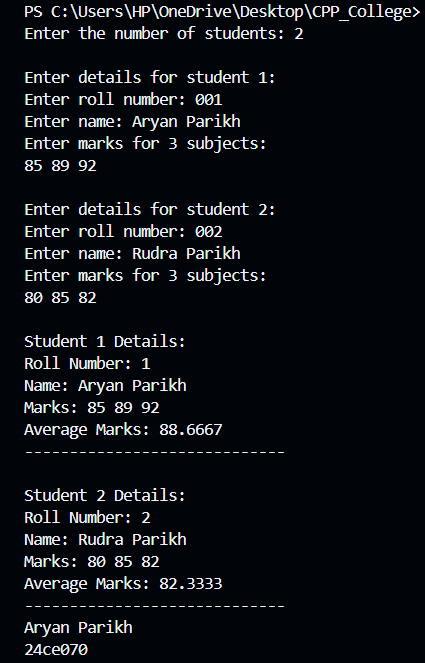 PS C:\Users\HP\OneDrive\Desktop\CPP_College>
Enter the number of students: 2
Enter details for student 1:
Enter roll number: 001
Enter name: Aryan Parikh
Enter marks for 3 subjects:
85 89 92
Enter details for student 2:
Enter roll number: 002
Enter name: Rudra Parikh
Enter marks for 3 subjects:
80 85 82
Student 1 Details:
Roll Number: 1
Name: Aryan Parikh
Marks: 85 89 92
Average Marks: 88.6667
-----------------------------
Student 2 Details:
Roll Number: 2
Name: Rudra Parikh
Marks: 80 85 82
Average Marks: 82.3333
-----------------------------
Aryan Parikh
24ce070